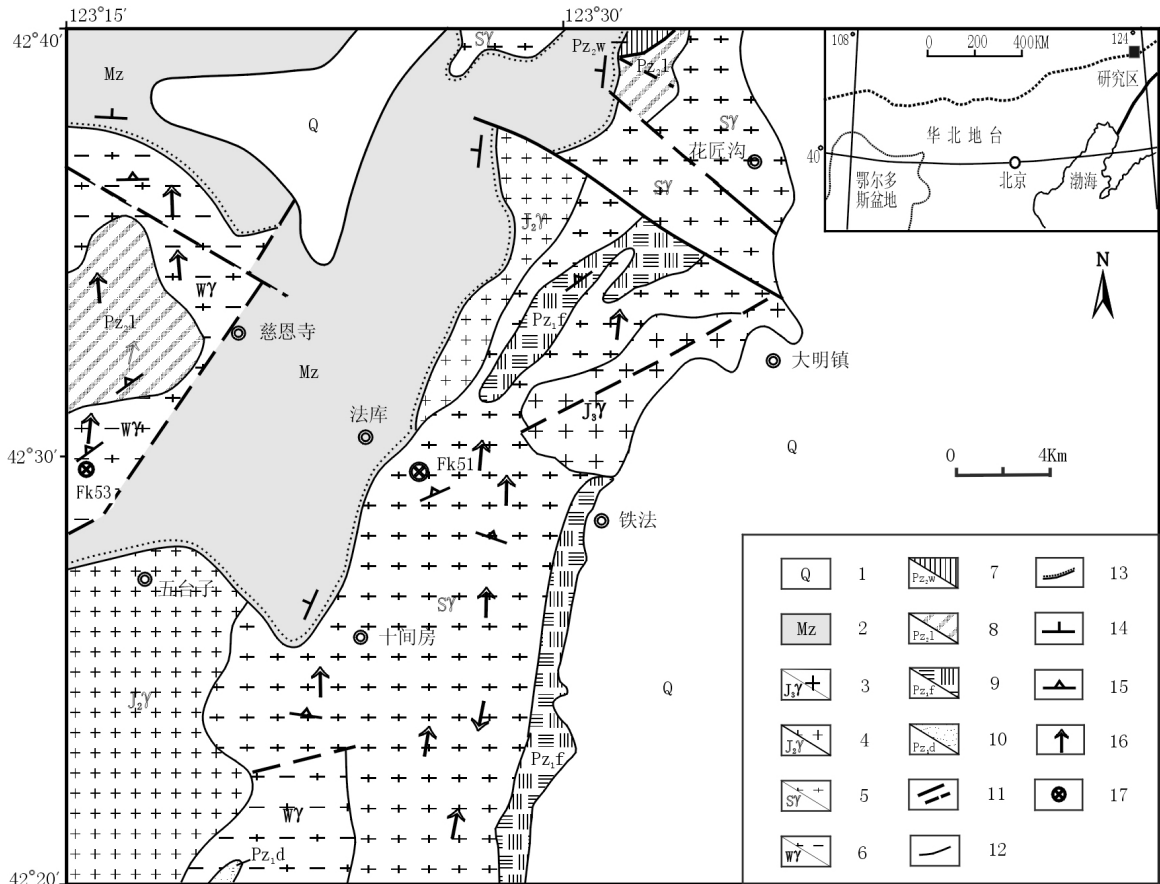 123°15′
123°30′
42°40′
Sγ
Pz₂w
Pz₂l
Mz
Q
Sγ
花匠沟
Sγ
108°
0 200 400KM
124°
研究区
华北地台
40°
北京
渤海
鄂尔多
斯盆地
N
J₂γ
Wγ
Pz₂l
慈恩寺
Mz
Pz₁f
大明镇
法库
J₃γ
Wγ
Q
42°30′
Fk51
Fk53
0 4Km
铁法
五台子
Sγ
十间房
Q
J₂γ
Pz₁f
Wγ
Pz₁d
42°20′
Q 1
Pz₂w 7
13
Mz 2
Pz₂l 8
14
J₃γ 3
Pz₁f 9
15
J₂γ 4
Pz₁d 10
16
Sγ 5
11
17
Wγ 6
12